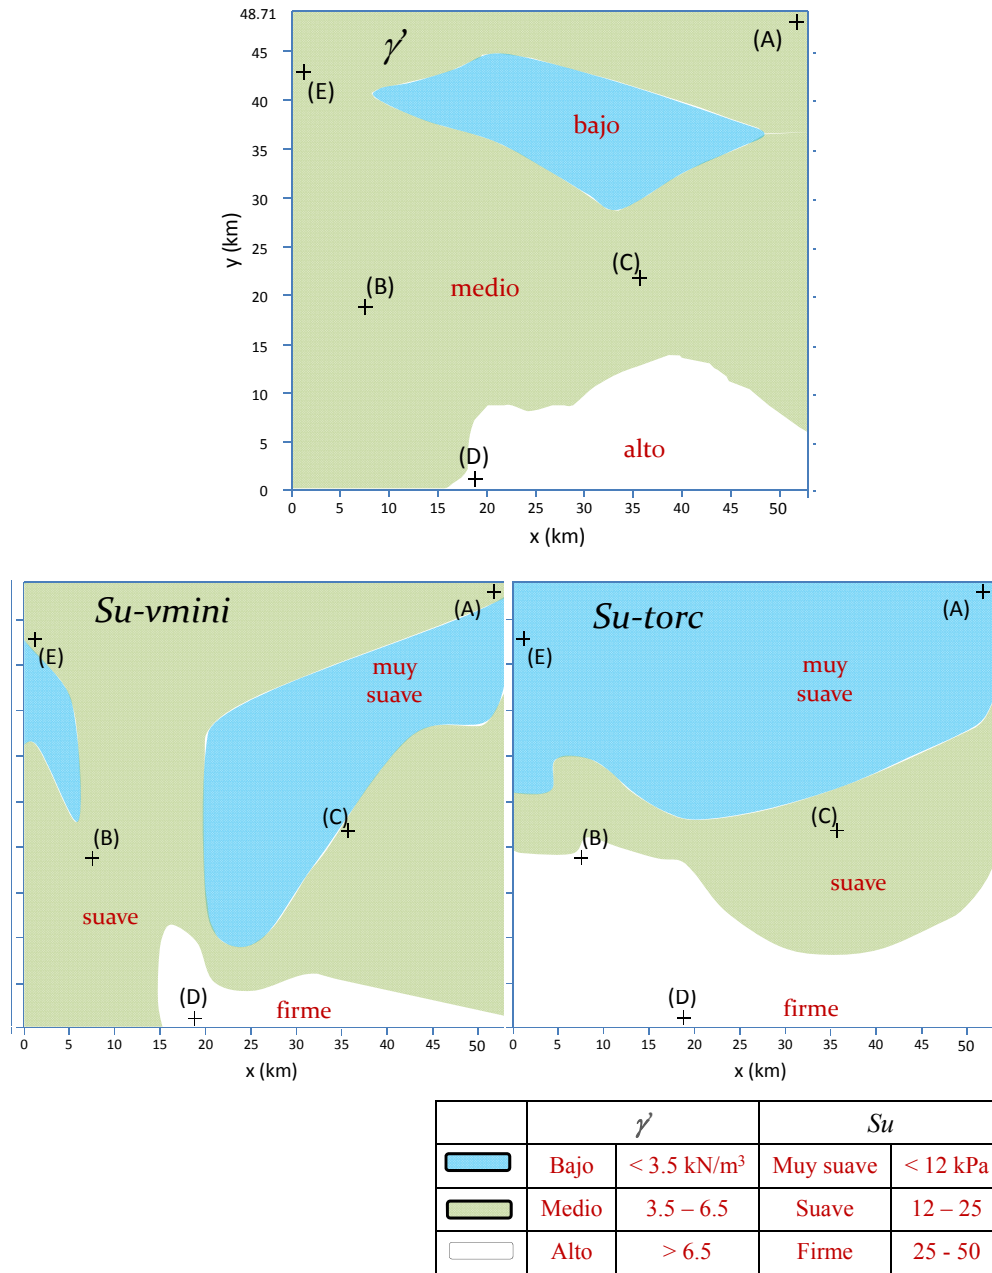 48.71
γ’
(A)
45
(E)
40
bajo
35
30
y (km)
25
(C)
(B)
medio
20
15
10
alto
5
(D)
0
0 5 10 15 20 25 30 35 40 45 50
x (km)
Su-vmini
(A)
(E)
muy
suave
(C)
(B)
suave
(D)
firme
0 5 10 15 20 25 30 35 40 45 50
x (km)
Su-torc
(A)
(E)
muy
suave
(C)
(B)
suave
(D)
firme
0 5 10 15 20 25 30 35 40 45 50
x (km)
γ’ Su
Bajo < 3.5 kN/m³ Muy suave < 12 kPa
Medio 3.5 – 6.5 Suave 12 – 25
Alto > 6.5 Firme 25 - 50